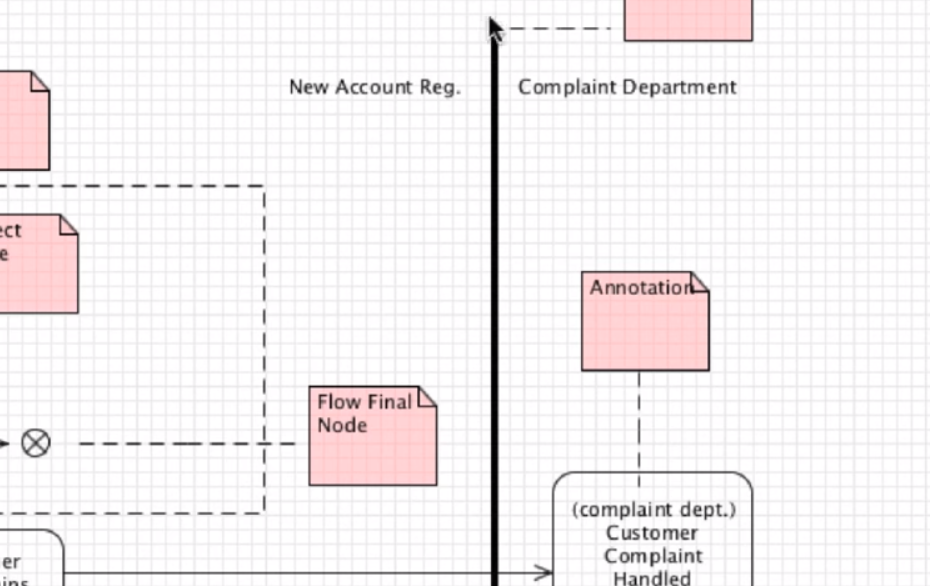 New Account Reg.
Complaint Department
Annotation
Flow Final
Node
(complaint dept.)
Customer
Complaint
Handled